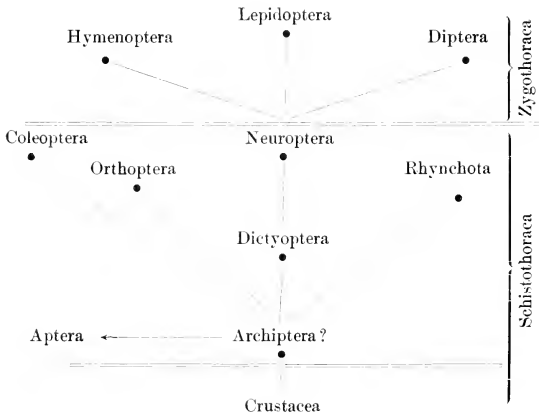 Lepidoptera
Hymenoptera
Diptera
Zygothoraca
Coleoptera
Neuroptera
Orthoptera
Rhynchota
Dictyoptera
Schistothoraca
Aptera
Archiptera?
Crustacea